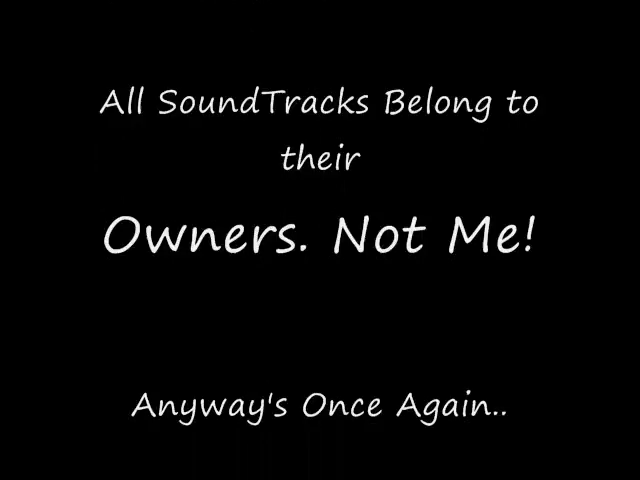 All SoundTracks Belong to
their
Owners. Not Me!
Anyway's Once Again..